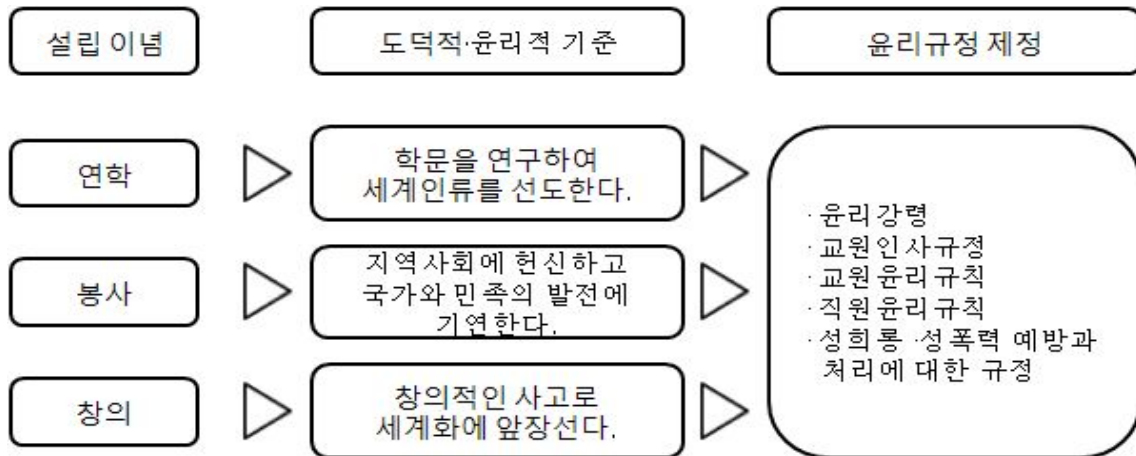 설립 이념
도덕적·윤리적 기준
윤리규정 제정
연학
학문을 연구하여
세계인류를 선도한다.
봉사
지역사회에 헌신하고
국가와 민족의 발전에
기연한다.
창의
창의적인 사고로
세계화에 앞장선다.
·윤리강령
·교원인사규정
·교원윤리규칙
·직원윤리규칙
·성희롱·성폭력 예방과
처리에 대한 규정